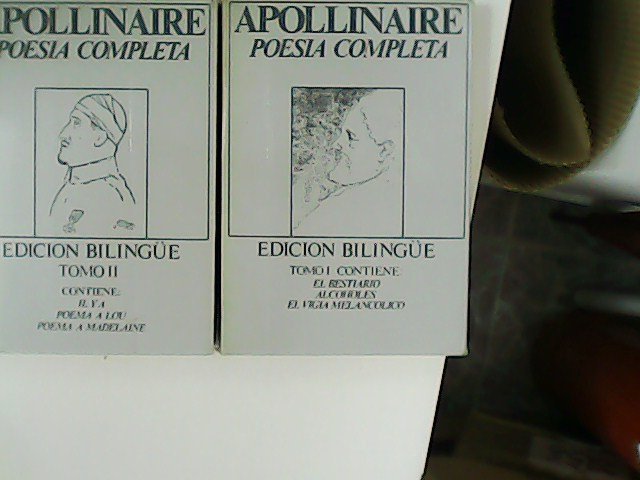 APOLLINAIRE
POESIA COMPLETA
EDICION BILINGÜE
TOMO II
CONTIENE:
IL Y A
POEMA A LOU
POEMA A MADELAINE
APOLLINAIRE
POESIA COMPLETA
EDICION BILINGÜE
TOMO I CONTIENE:
EL BESTIARIO
ALCOHOLES
EL VIGIA MELANCOLICO